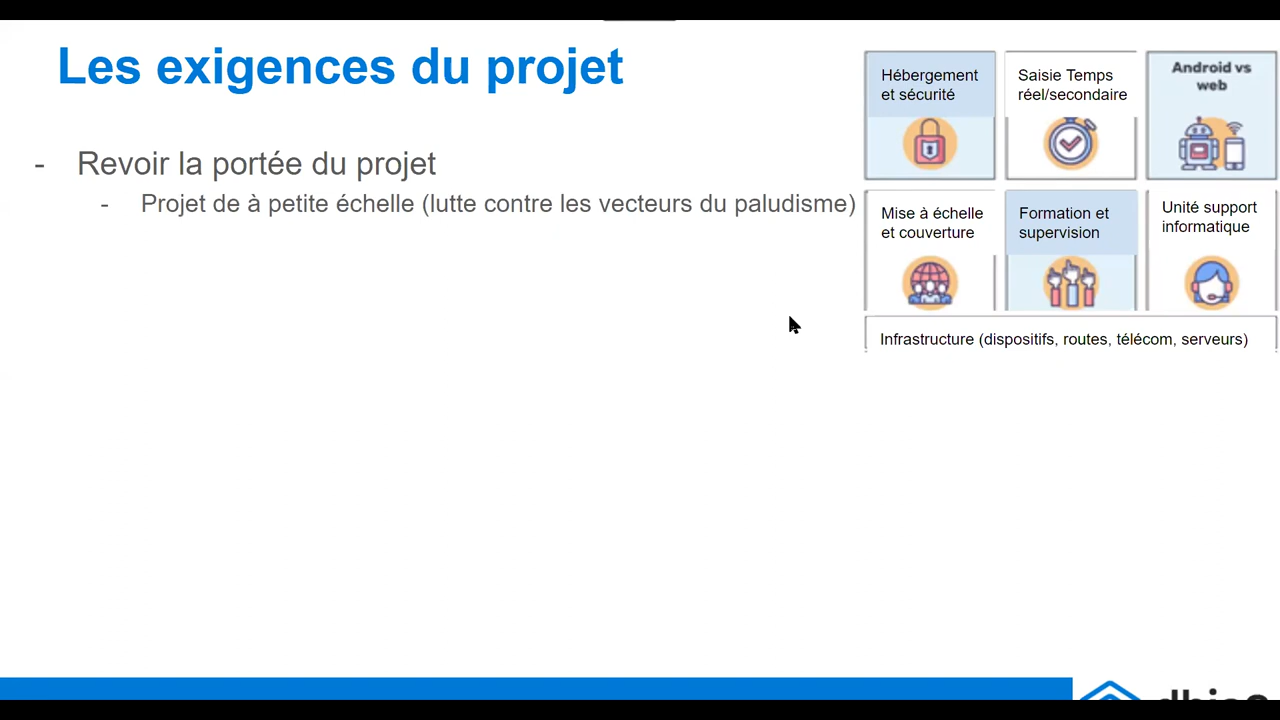 Les exigences du projet
- Revoir la portée du projet
- Projet de à petite échelle (lutte contre les vecteurs du paludisme)
Hébergement
et sécurité
Saisie Temps
réel/secondaire
Android vs
web
Mise à échelle
et couverture
Formation et
supervision
Unité support
informatique
Infrastructure (dispositifs, routes, télécom, serveurs)